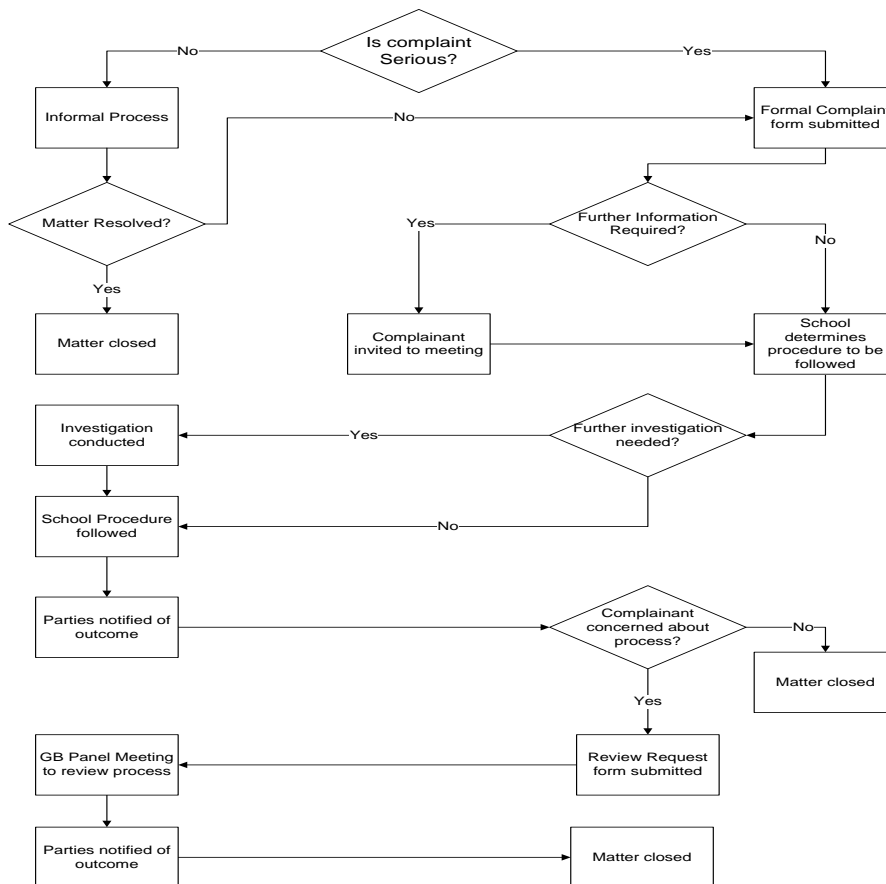 Is complaint
Serious?
No
Yes
Informal Process
Formal Complaint
form submitted
No
Matter Resolved?
Further Information
Required?
Yes
No
Yes
Matter closed
Complainant
invited to meeting
School
determines
procedure to be
followed
Investigation
conducted
Yes
Further investigation
needed?
School Procedure
followed
No
Parties notified of
outcome
Complainant
concerned about
process?
No
Matter closed
Yes
GB Panel Meeting
to review process
Review Request
form submitted
Parties notified of
outcome
Matter closed